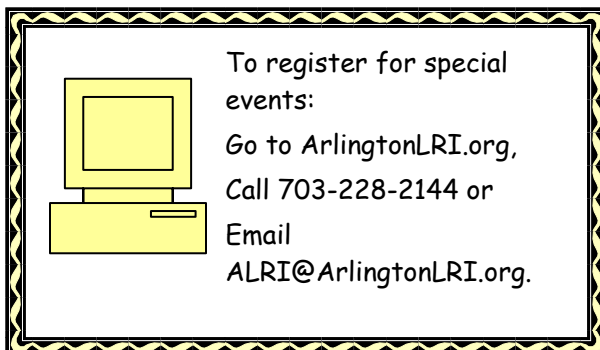 To register for special
events:
Go to ArlingtonLRI.org,
Call 703-228-2144 or
Email
ALRI@ArlingtonLRI.org.